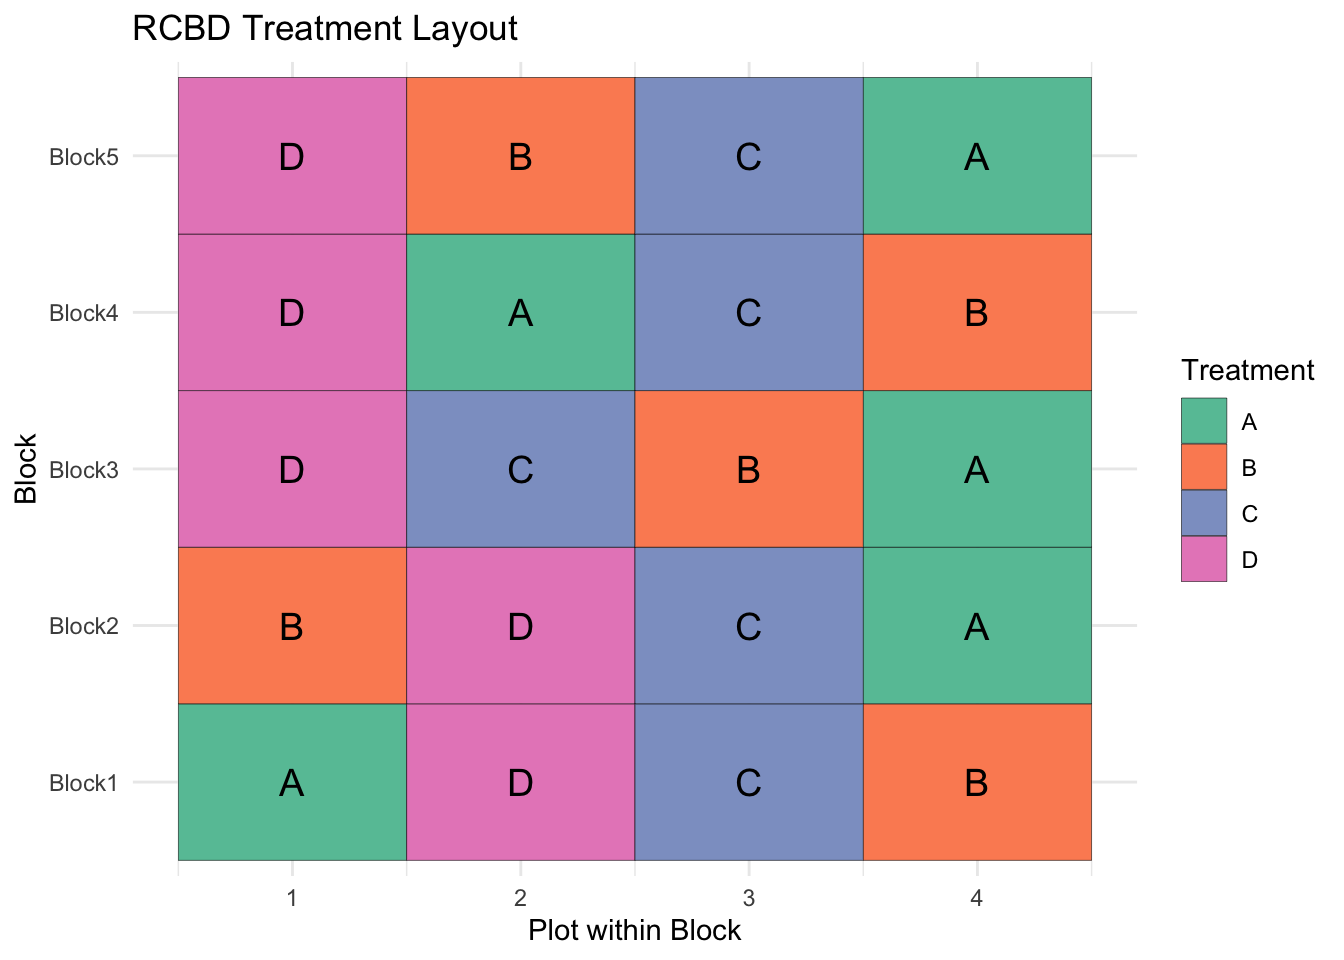 RCBD Treatment Layout
Block5 D B C A
Block4 D A C B
Block3 D C B A
Block2 B D C A
Block1 A D C B
1 2 3 4
Plot within Block
Block
Treatment
A
B
C
D